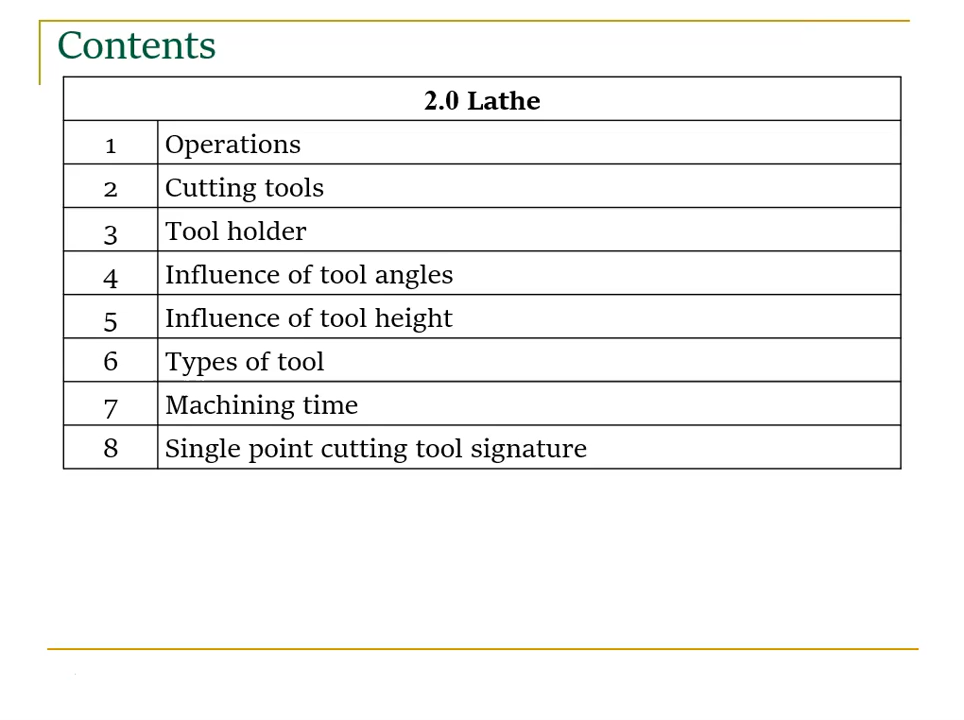 Contents
2.0 Lathe
1 Operations
2 Cutting tools
3 Tool holder
4 Influence of tool angles
5 Influence of tool height
6 Types of tool
7 Machining time
8 Single point cutting tool signature